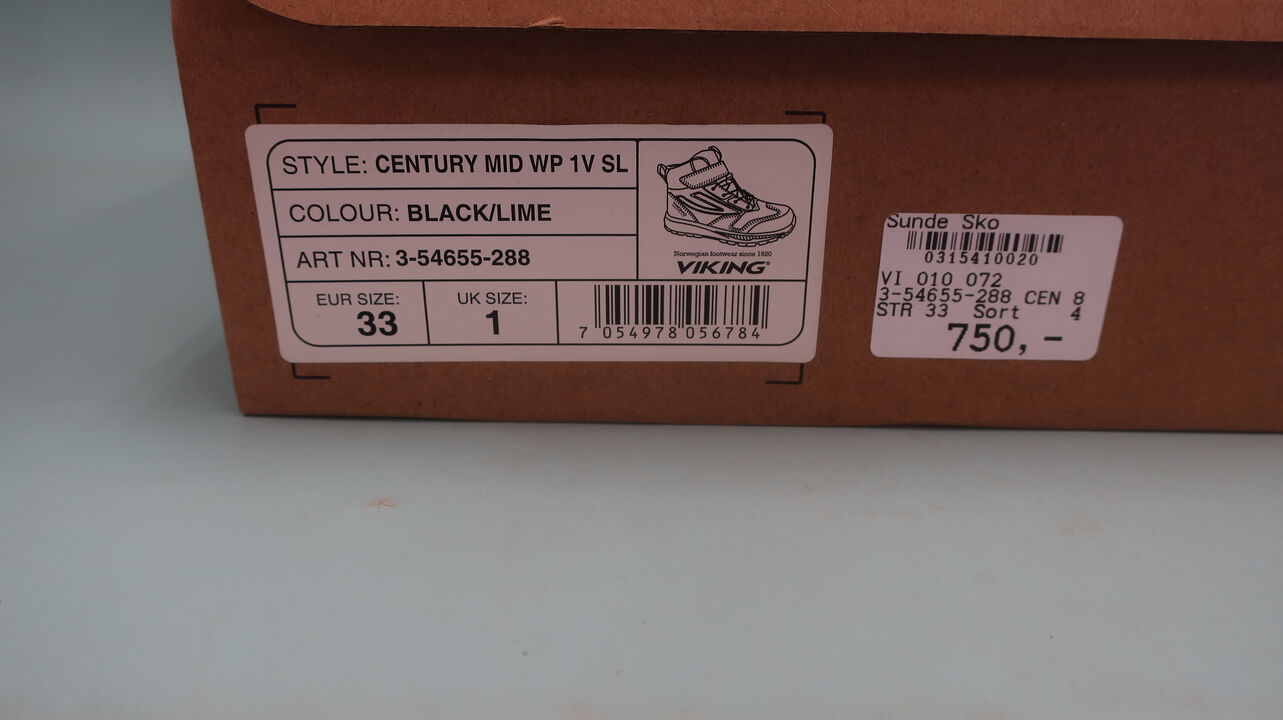 STYLE: CENTURY MID WP 1V SL
COLOUR: BLACK/LIME
ART NR: 3-54655-288
EUR SIZE:
33
UK SIZE:
1
Norwegian footwear since 1920
VIKING®
7 054978 056784
Sunde Sko
0315410020
VI 010 072
3-54655-288 CEN 8
STR 33 Sort 4
750,-